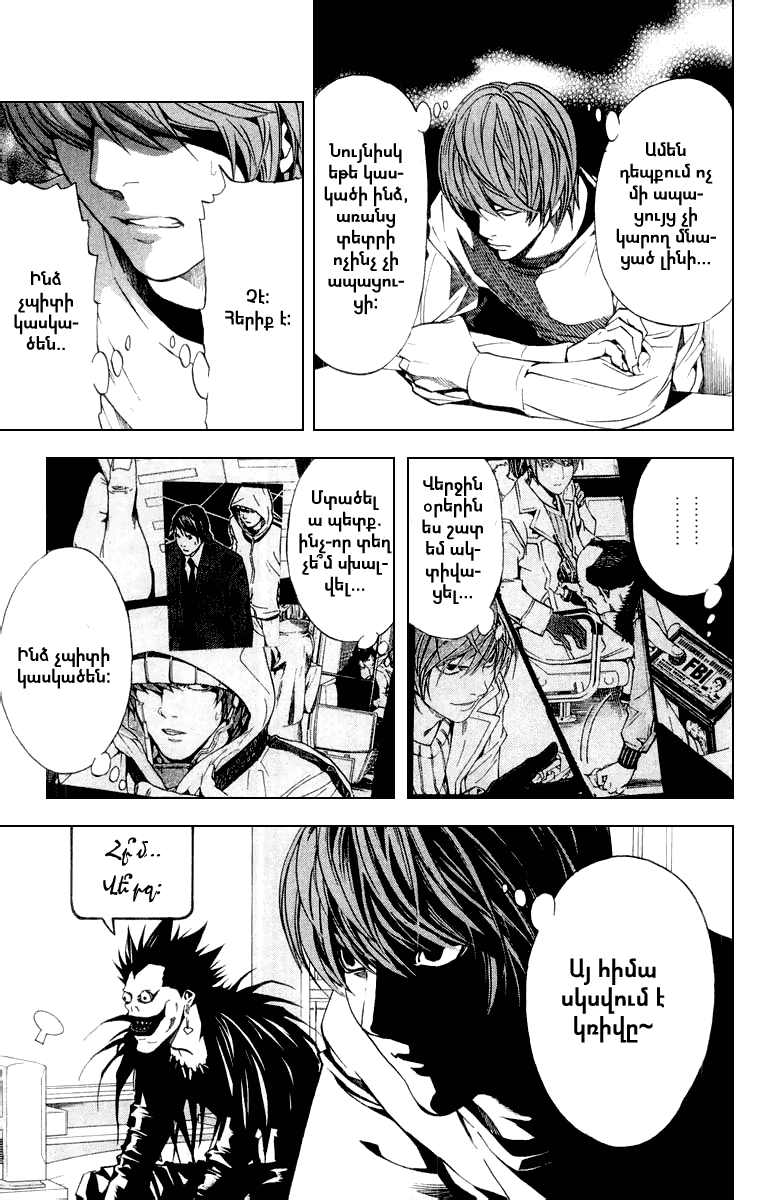 Ամեն
դեպքում ոչ
մի ապա-
ցույց չի
կարող մնա-
ցած լինի...
Նույնիսկ
եթե կաս-
կածի ինձ,
առանց
տետրի
ոչինչ չի
ապացու-
ցի:
Չէ:
Հերիք է:
Ինձ
չպիտի
կասկա-
ծեն..
Վերջին
օրերին
ես շատ
եմ ակ-
տիվա-
ցել...
FBI
Մտածել
ա պետք.
ինչ-որ տեղ
չե՞մ սխալ-
վել...
Ինձ չպիտի
կասկածեն:
Այ հիմա
սկսվում է
կռիվը~
Հը՞մ..
Վե՞րջ: